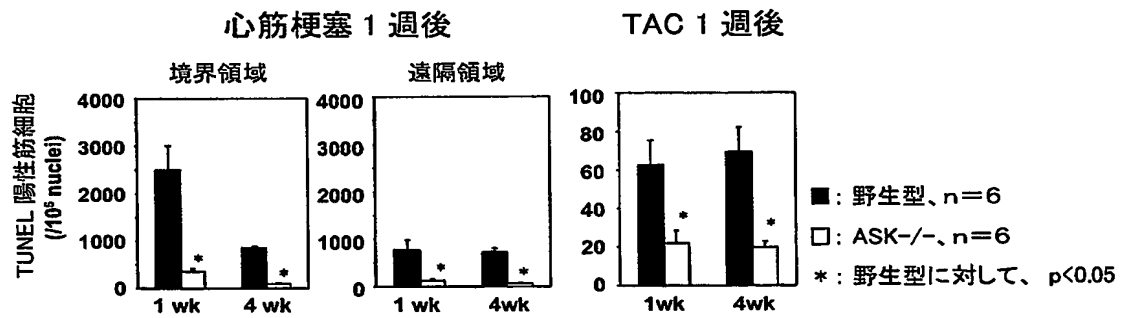 心筋梗塞 1 週後
TAC 1 週後
境界領域
遠隔領域
TUNEL 陽性筋細胞
(/10⁵ nuclei)
4000
3000
2000
1000
0
* *
1 wk 4 wk
4000
3000
2000
1000
0
* *
1 wk 4wk
100
80
60
40
20
0
* *
1wk 4wk
■: 野生型、n=6
□: ASK-/-、n=6
*: 野生型に対して、 p<0.05